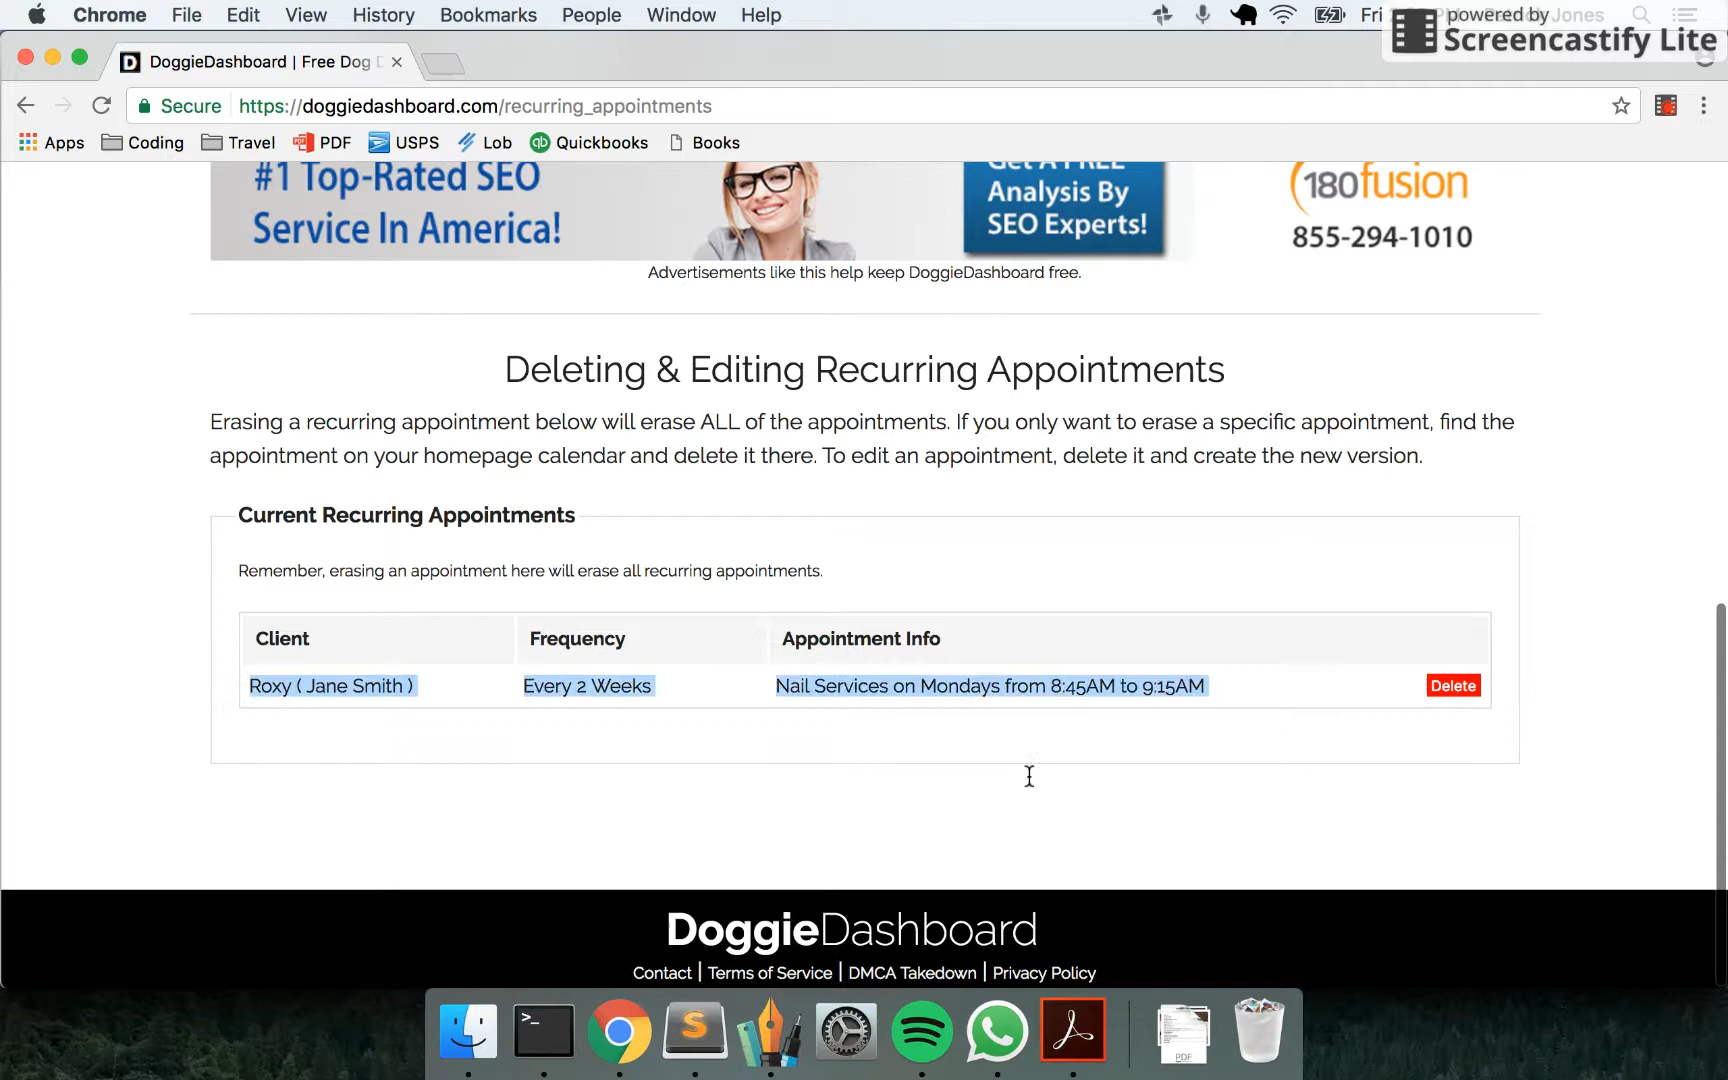 Chrome File Edit View History Bookmarks People Window Help Fri Jones
powered by
Screencastify Lite
DoggieDashboard | Free Dog
Secure https://doggiedashboard.com/recurring_appointments
Apps Coding Travel PDF USPS Lob Quickbooks Books
#1 Top-Rated SEO
Service In America!
Get A FREE
Analysis By
SEO Experts!
180fusion
855-294-1010
Advertisements like this help keep DoggieDashboard free.
Deleting & Editing Recurring Appointments
Erasing a recurring appointment below will erase ALL of the appointments. If you only want to erase a specific appointment, find the
appointment on your homepage calendar and delete it there. To edit an appointment, delete it and create the new version.
Current Recurring Appointments
Remember, erasing an appointment here will erase all recurring appointments.
Client Frequency Appointment Info
Roxy ( Jane Smith ) Every 2 Weeks Nail Services on Mondays from 8:45AM to 9:15AM Delete
DoggieDashboard
Contact | Terms of Service | DMCA Takedown | Privacy Policy
PDF